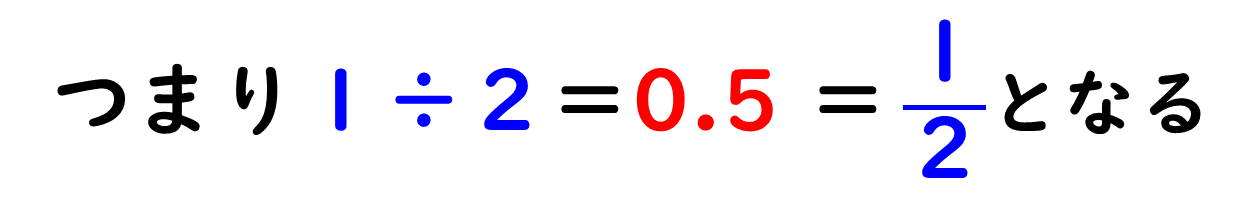 つまり 1 ÷ 2 = 0.5 = 1/2 となる